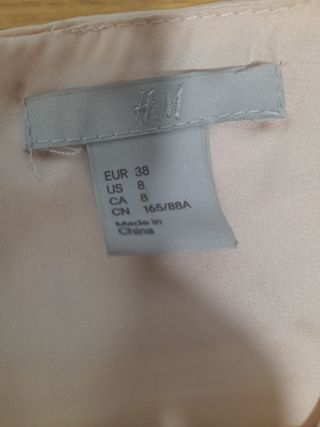 H&M
EUR 38
US 8
CA 8
CN 165/88A
Made in
China